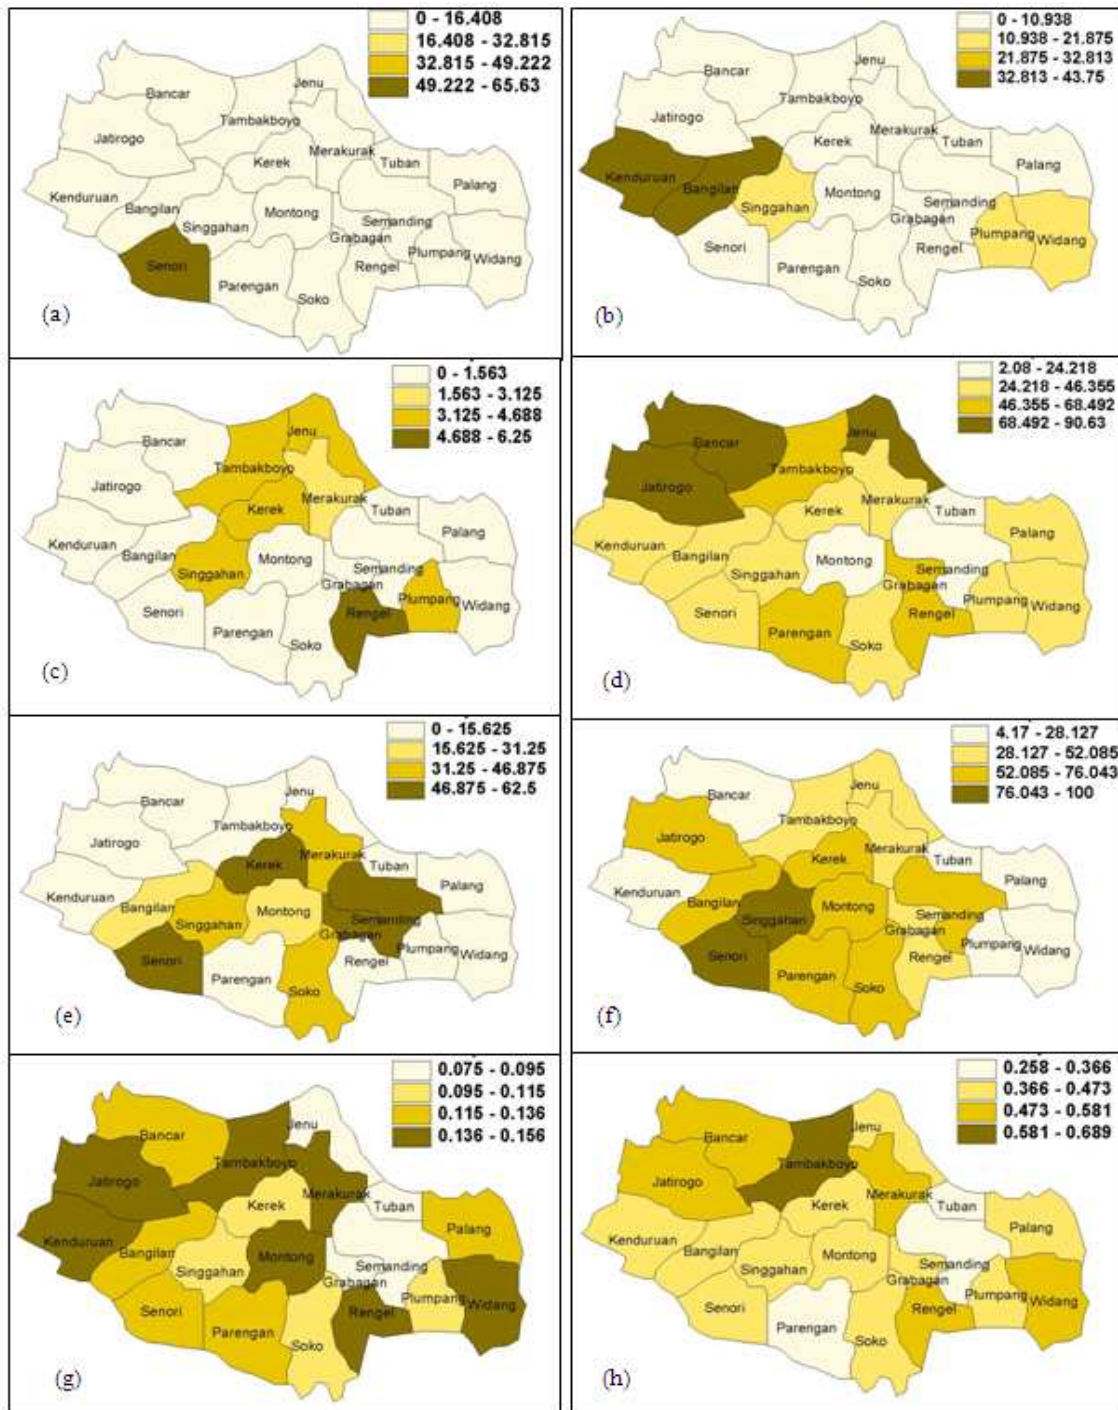 0 - 16.408
16.408 - 32.815
32.815 - 49.222
49.222 - 65.63
Jenu
Bancar
Tambakboyo
Jatirogo
Merakurak
Kerek
Tuban
Palang
Kenduruan
Bangilan
Singgahan
Montong
Semanding
Grabagan
Plumpang
Widang
Senori
Rengel
Parengan
Soko
(a)
0 - 10.938
10.938 - 21.875
21.875 - 32.813
32.813 - 43.75
Jenu
Bancar
Tambakboyo
Jatirogo
Merakurak
Kerek
Tuban
Palang
Kenduruan
Bangilan
Singgahan
Montong
Semanding
Grabagan
Plumpang
Widang
Senori
Rengel
Parengan
Soko
(b)
0 - 1.563
1.563 - 3.125
3.125 - 4.688
4.688 - 6.25
Jenu
Bancar
Tambakboyo
Jatirogo
Merakurak
Kerek
Tuban
Palang
Kenduruan
Bangilan
Singgahan
Montong
Semanding
Grabagan
Plumpang
Widang
Senori
Rengel
Parengan
Soko
(c)
2.08 - 24.218
24.218 - 46.355
46.355 - 68.492
68.492 - 90.63
Jenu
Bancar
Tambakboyo
Jatirogo
Merakurak
Kerek
Tuban
Palang
Kenduruan
Bangilan
Singgahan
Montong
Semanding
Grabagan
Plumpang
Widang
Senori
Rengel
Parengan
Soko
(d)
0 - 15.625
15.625 - 31.25
31.25 - 46.875
46.875 - 62.5
Jenu
Bancar
Tambakboyo
Jatirogo
Merakurak
Kerek
Tuban
Palang
Kenduruan
Bangilan
Singgahan
Montong
Semanding
Grabagan
Plumpang
Widang
Senori
Rengel
Parengan
Soko
(e)
4.17 - 28.127
28.127 - 52.085
52.085 - 76.043
76.043 - 100
Jenu
Bancar
Tambakboyo
Jatirogo
Merakurak
Kerek
Tuban
Palang
Kenduruan
Bangilan
Singgahan
Montong
Semanding
Grabagan
Plumpang
Widang
Senori
Rengel
Parengan
Soko
(f)
0.075 - 0.095
0.095 - 0.115
0.115 - 0.136
0.136 - 0.156
Jenu
Bancar
Tambakboyo
Jatirogo
Merakurak
Kerek
Tuban
Palang
Kenduruan
Bangilan
Singgahan
Montong
Semanding
Grabagan
Plumpang
Widang
Senori
Rengel
Parengan
Soko
(g)
0.258 - 0.366
0.366 - 0.473
0.473 - 0.581
0.581 - 0.689
Jenu
Bancar
Tambakboyo
Jatirogo
Merakurak
Kerek
Tuban
Palang
Kenduruan
Bangilan
Singgahan
Montong
Semanding
Grabagan
Plumpang
Widang
Senori
Rengel
Parengan
Soko
(h)